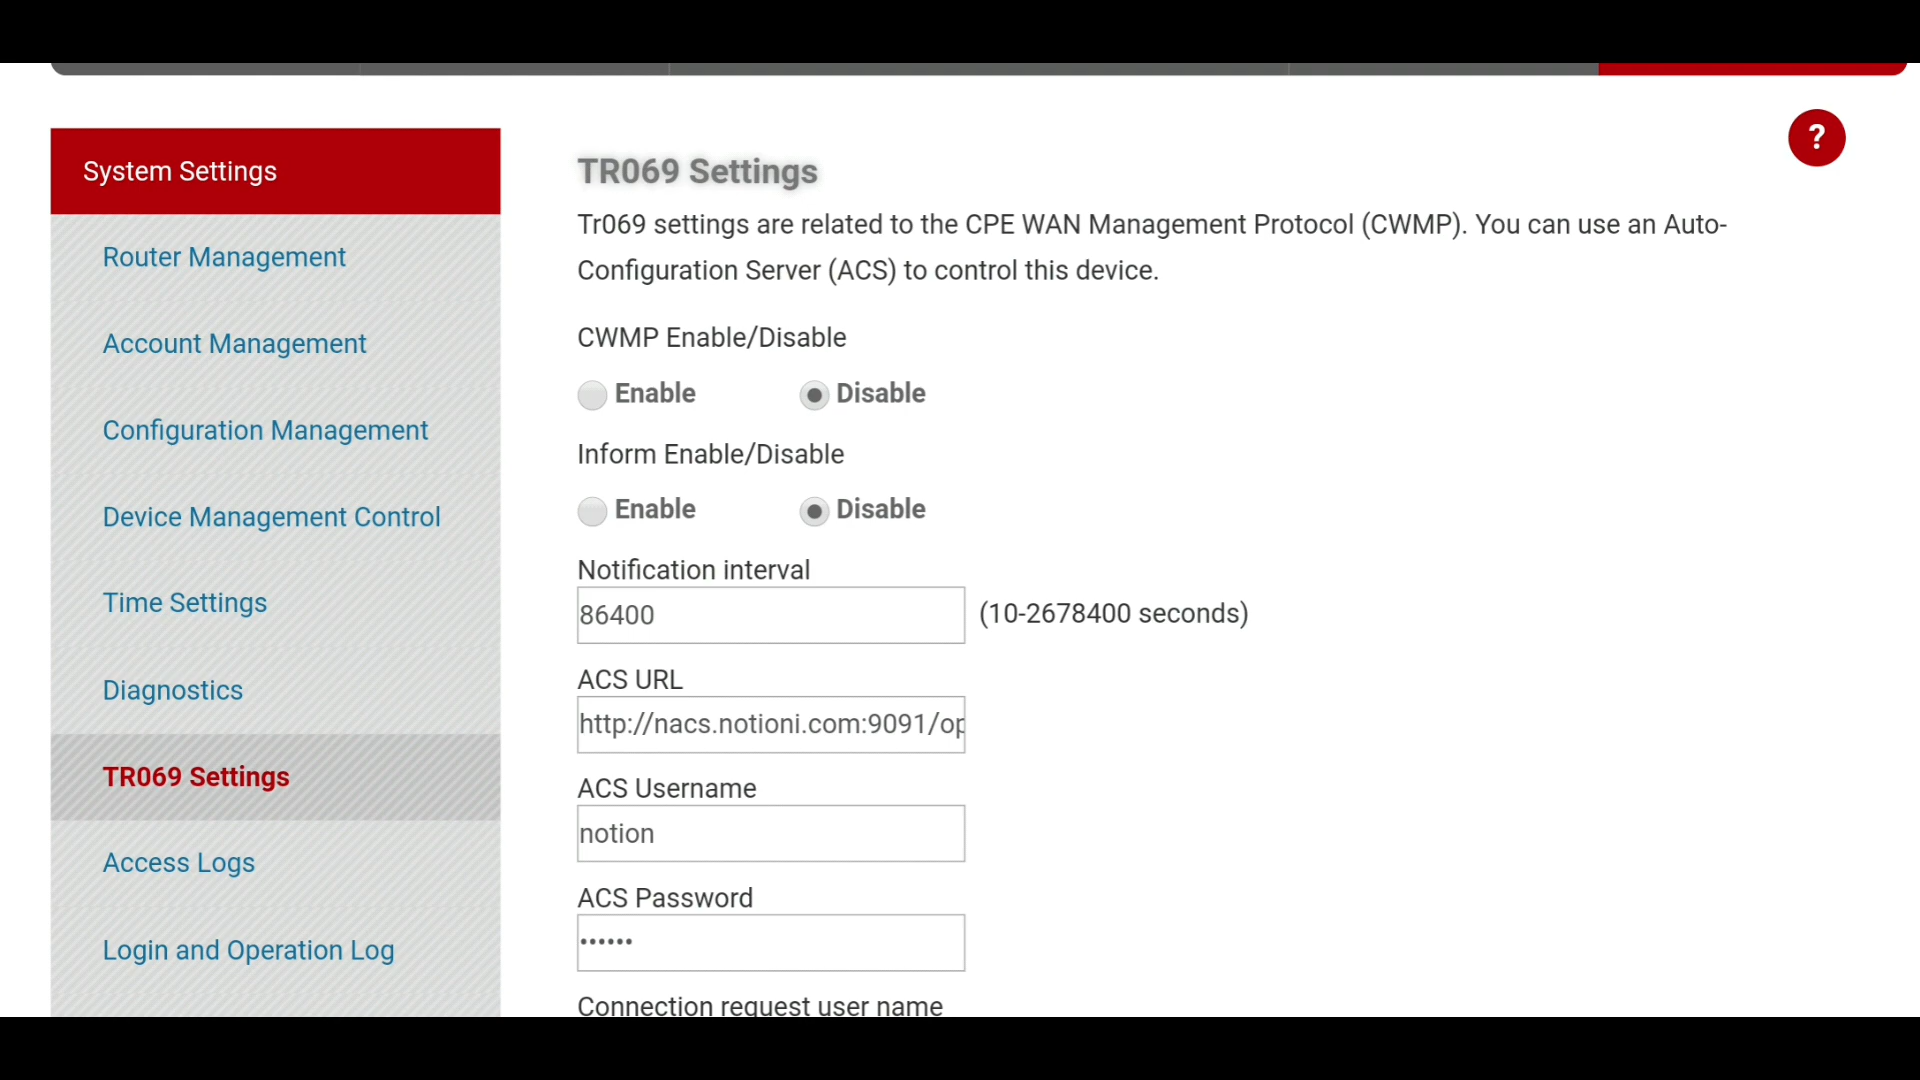 System Settings
Router Management
Account Management
Configuration Management
Device Management Control
Time Settings
Diagnostics
TR069 Settings
Access Logs
Login and Operation Log
?
TR069 Settings
Tr069 settings are related to the CPE WAN Management Protocol (CWMP). You can use an Auto-
Configuration Server (ACS) to control this device.
CWMP Enable/Disable
Enable Disable
Inform Enable/Disable
Enable Disable
Notification interval
86400 (10-2678400 seconds)
ACS URL
http://nacs.notioni.com:9091/op
ACS Username
notion
ACS Password
••••••
Connection request user name